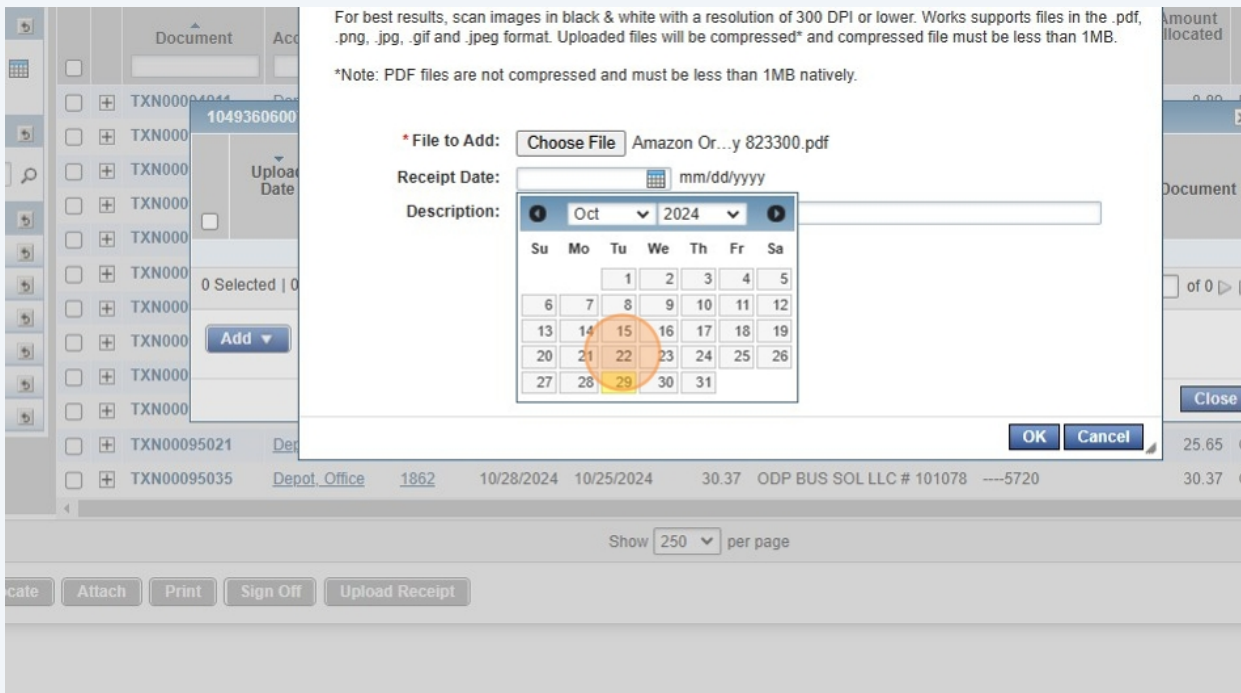 For best results, scan images in black & white with a resolution of 300 DPI or lower. Works supports files in the .pdf,
.png, .jpg, .gif and .jpeg format. Uploaded files will be compressed* and compressed file must be less than 1MB.
*Note: PDF files are not compressed and must be less than 1MB natively.
Document
Amount
1049360600
* File to Add: Choose File Amazon Or...y 823300.pdf
Receipt Date: mm/dd/yyyy
Description:
Upload
Date
Document
Oct 2024
Su Mo Tu We Th Fr Sa
1 2 3 4 5
6 7 8 9 10 11 12
13 14 15 16 17 18 19
20 21 22 23 24 25 26
27 28 29 30 31
TXN000
TXN000
TXN000
TXN000
TXN000
TXN000
TXN000
TXN000
TXN000
0 Selected | 0
of 0
Add
Close
OK Cancel
TXN00095021 25.65
TXN00095035 Depot, Office 1862 10/28/2024 10/25/2024 30.37 ODP BUS SOL LLC # 101078 ----5720 30.37
Show 250 per page
Attach Print Sign Off Upload Receipt